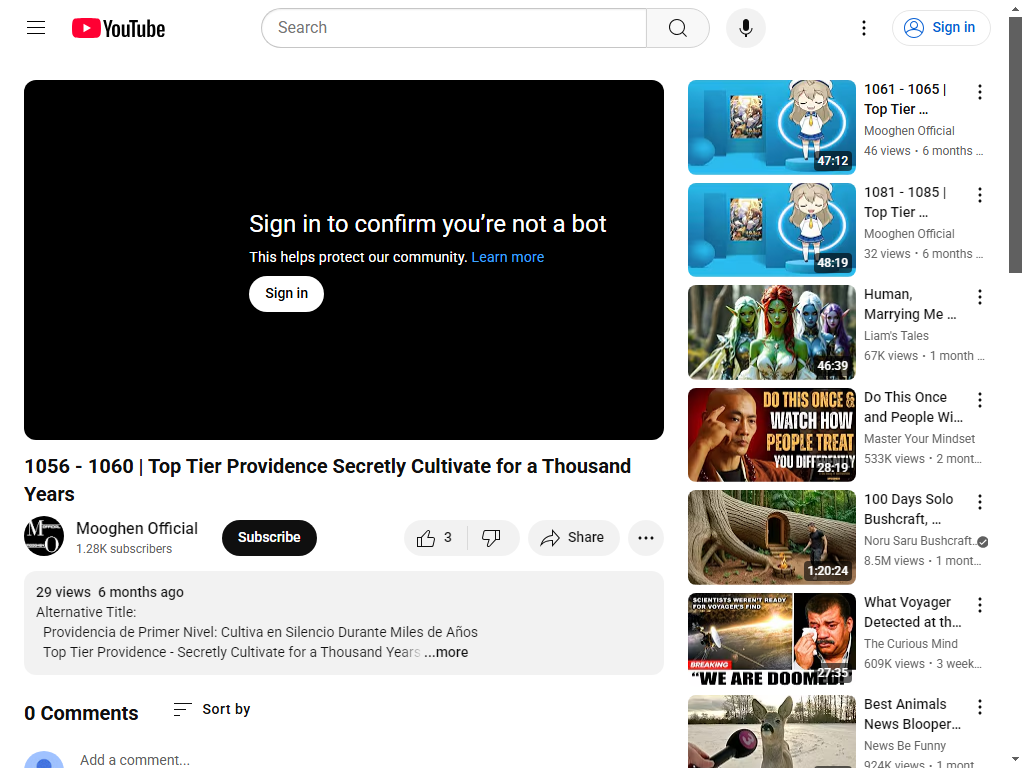 YouTube
Search
Sign in
Sign in to confirm you’re not a bot
This helps protect our community. Learn more
Sign in
1056 - 1060 | Top Tier Providence Secretly Cultivate for a Thousand
Years
Mooghen Official
1.28K subscribers
Subscribe
3
Share
29 views 6 months ago
Alternative Title:
Providencia de Primer Nivel: Cultiva en Silencio Durante Miles de Años
Top Tier Providence - Secretly Cultivate for a Thousand Years ...more
0 Comments
Sort by
Add a comment...
47:12
1061 - 1065 |
Top Tier ...
Mooghen Official
46 views • 6 months ...
48:19
1081 - 1085 |
Top Tier ...
Mooghen Official
32 views • 6 months ...
46:39
Human,
Marrying Me ...
Liam's Tales
67K views • 1 month ...
DO THIS ONCE &
WATCH HOW
PEOPLE TREAT
YOU DIFFERENTLY
28:19
Do This Once
and People Wi...
Master Your Mindset
533K views • 2 mont...
1:20:24
100 Days Solo
Bushcraft, ...
Noru Saru Bushcraft
8.5M views • 1 mont...
SCIENTISTS WEREN'T READY
FOR VOYAGER'S FIND
BREAKING
"WE ARE DOOMED!"
27:35
What Voyager
Detected at th...
The Curious Mind
609K views • 3 week...
Best Animals
News Blooper...
News Be Funny
924K views • 1 mont...